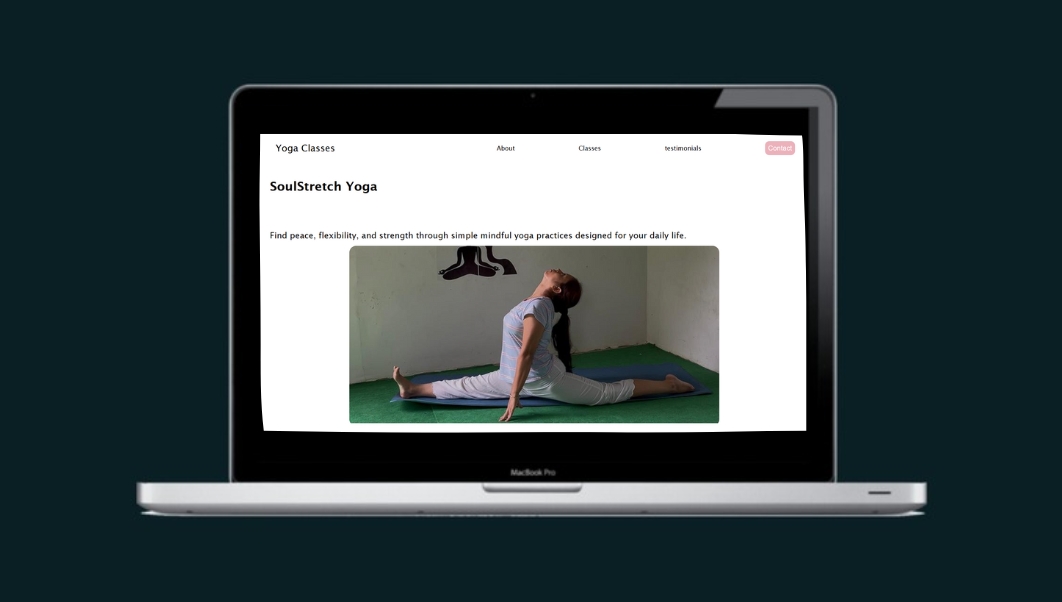 Yoga Classes
About
Classes
testimonials
Contact
SoulStretch Yoga
Find peace, flexibility, and strength through simple mindful yoga practices designed for your daily life.
MacBook Pro